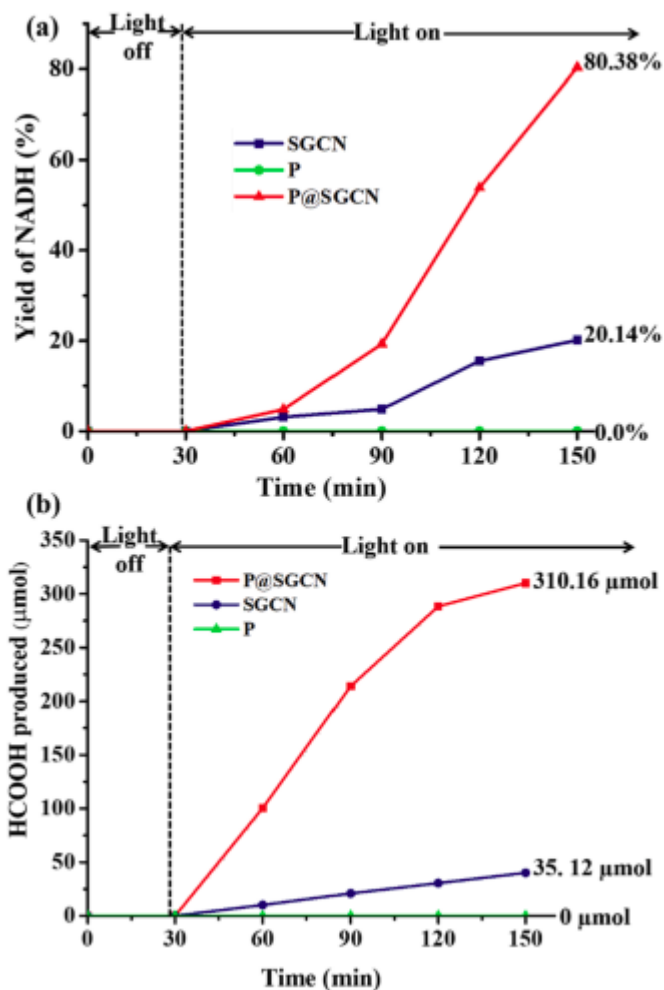 (a)
Light off
Light on
80
60
40
20
0
Yield of NADH (%)
SGCN
P
P@SGCN
80.38%
20.14%
0.0%
0 30 60 90 120 150
Time (min)
(b)
Light off
Light on
350
300
250
200
150
100
50
0
HCOOH produced (µmol)
P@SGCN
SGCN
P
310.16 µmol
35. 12 µmol
0 µmol
0 30 60 90 120 150
Time (min)